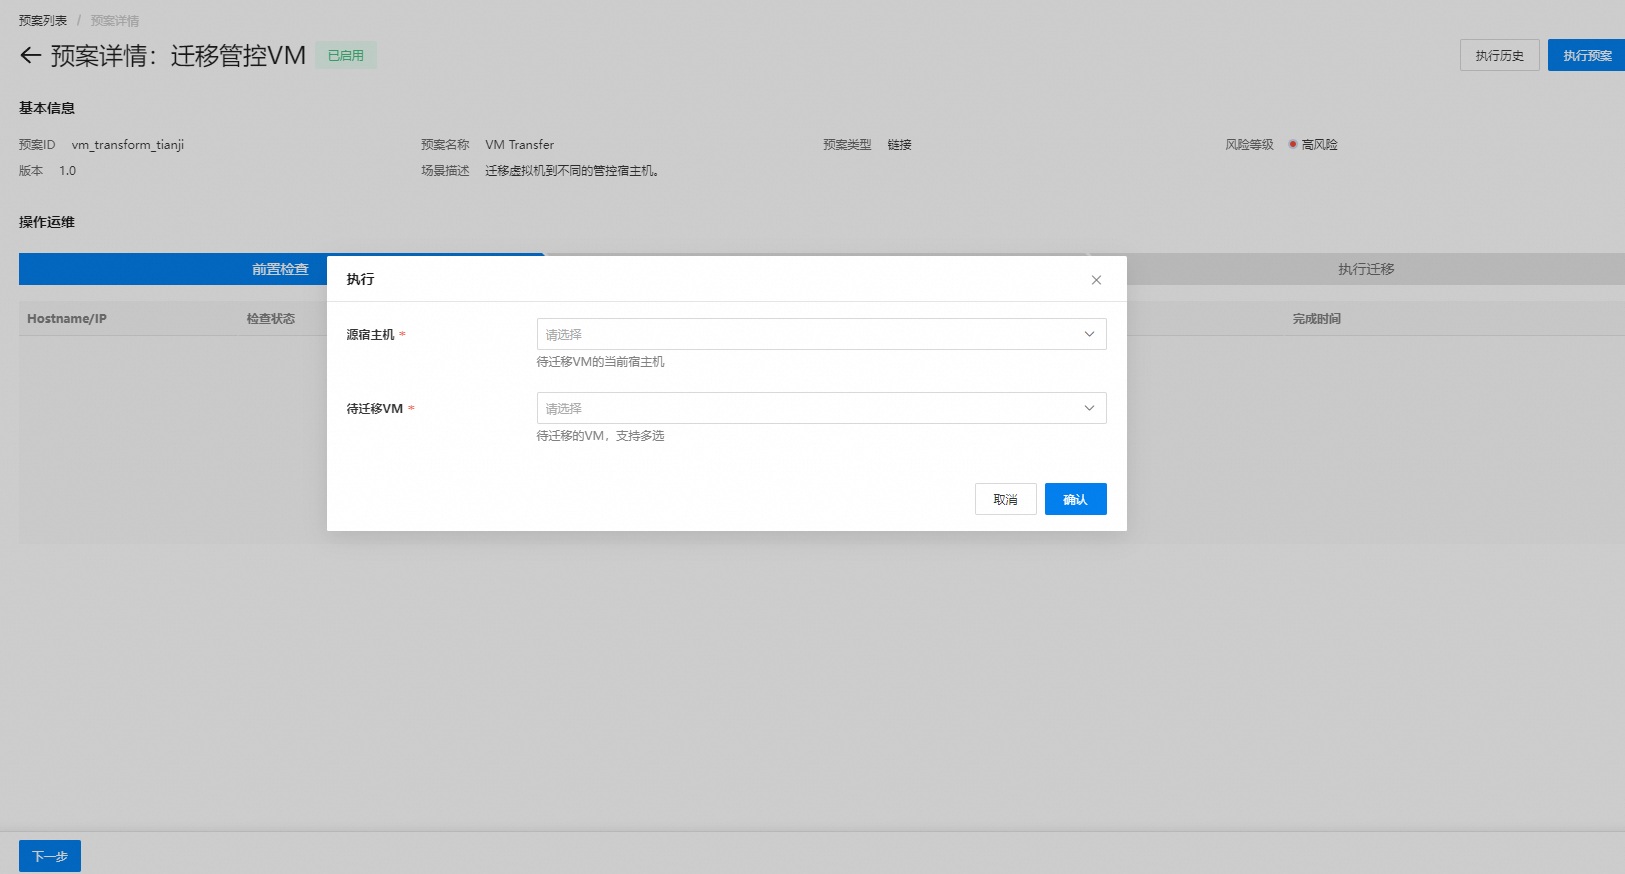 预案列表 / 预案详情
← 预案详情：迁移管控VM 已启用
执行历史 执行预案
基本信息
预案ID vm_transform_tianji 预案名称 VM Transfer 预案类型 链接 风险等级 高风险
版本 1.0 场景描述 迁移虚拟机到不同的管控宿主机。
操作运维
前置检查 执行迁移
Hostname/IP 检查状态 完成时间
执行
源宿主机 * 请选择
待迁移VM的当前宿主机
待迁移VM * 请选择
待迁移的VM，支持多选
取消 确认
下一步